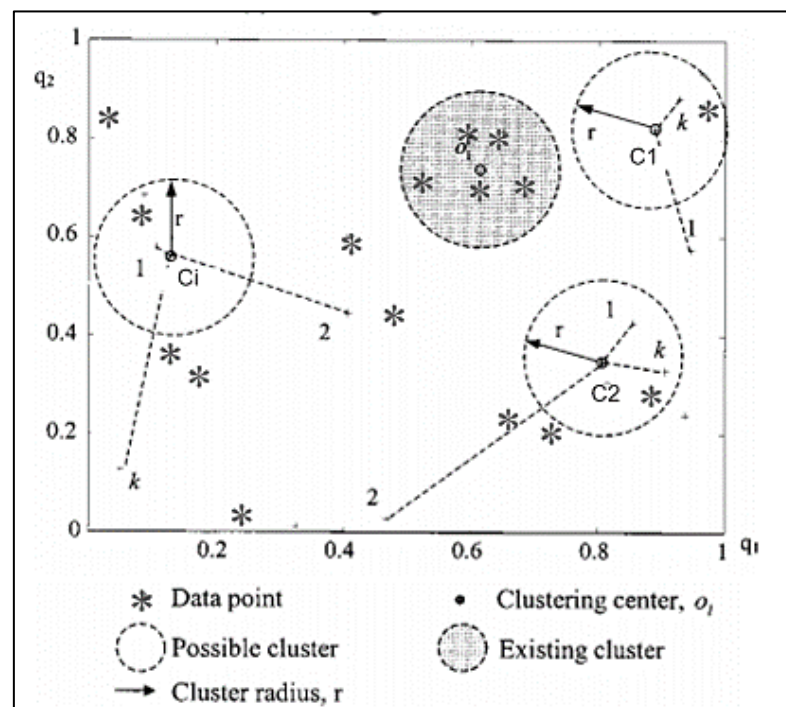 1
q₂
0.8
0.6
0.4
0.2
0
0.2
0.4
0.6
0.8
1
q₁
o₁
r
C1
k
1
r
Ci
1
2
k
r
1
k
C2
2
Data point
Clustering center, oᵢ
Possible cluster
Existing cluster
Cluster radius, r